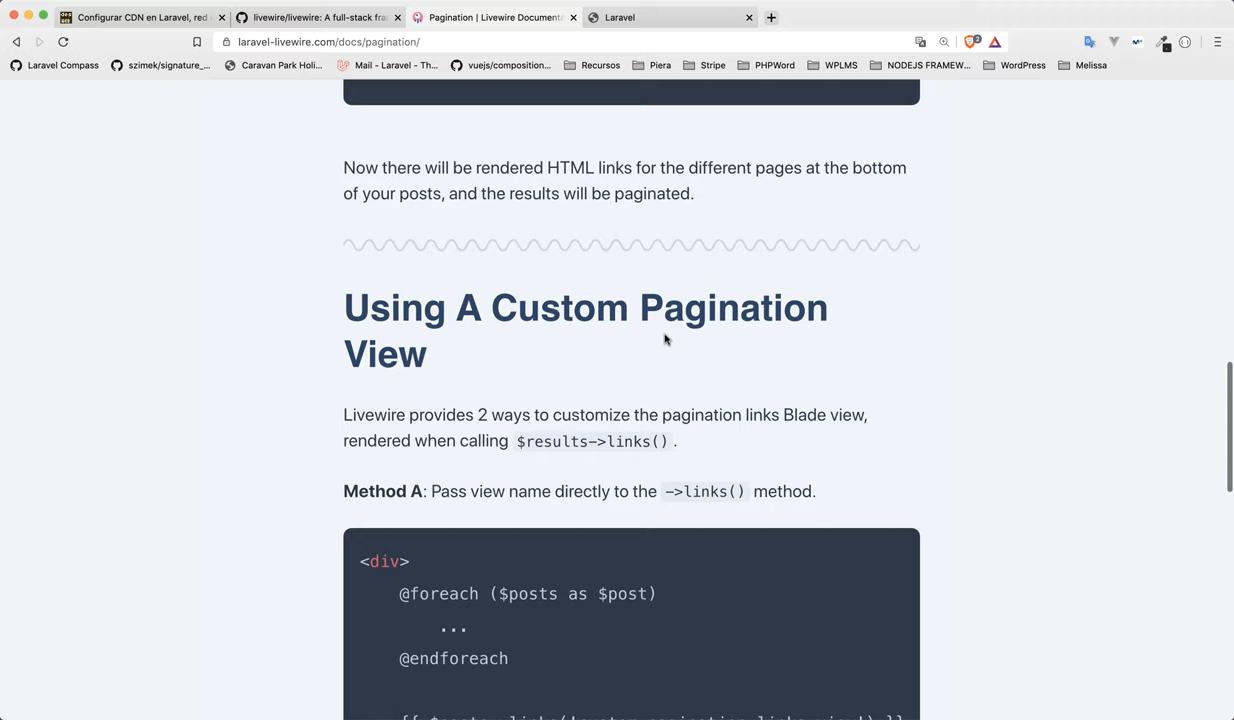 Configurar CDN en Laravel, red
livewire/livewire: A full-stack fra
Pagination | Livewire Documenta
Laravel
laravel-livewire.com/docs/pagination/
2
Laravel Compass
szimek/signature_...
Caravan Park Holi...
Mail - Laravel - Th...
vuejs/composition...
Recursos
Piera
Stripe
PHPWord
WPLMS
NODEJS FRAMEW...
WordPress
Melissa
Now there will be rendered HTML links for the different pages at the bottom
of your posts, and the results will be paginated.
Using A Custom Pagination
View
Livewire provides 2 ways to customize the pagination links Blade view,
rendered when calling $results->links() .
Method A: Pass view name directly to the ->links() method.
<div>
@foreach ($posts as $post)
...
@endforeach